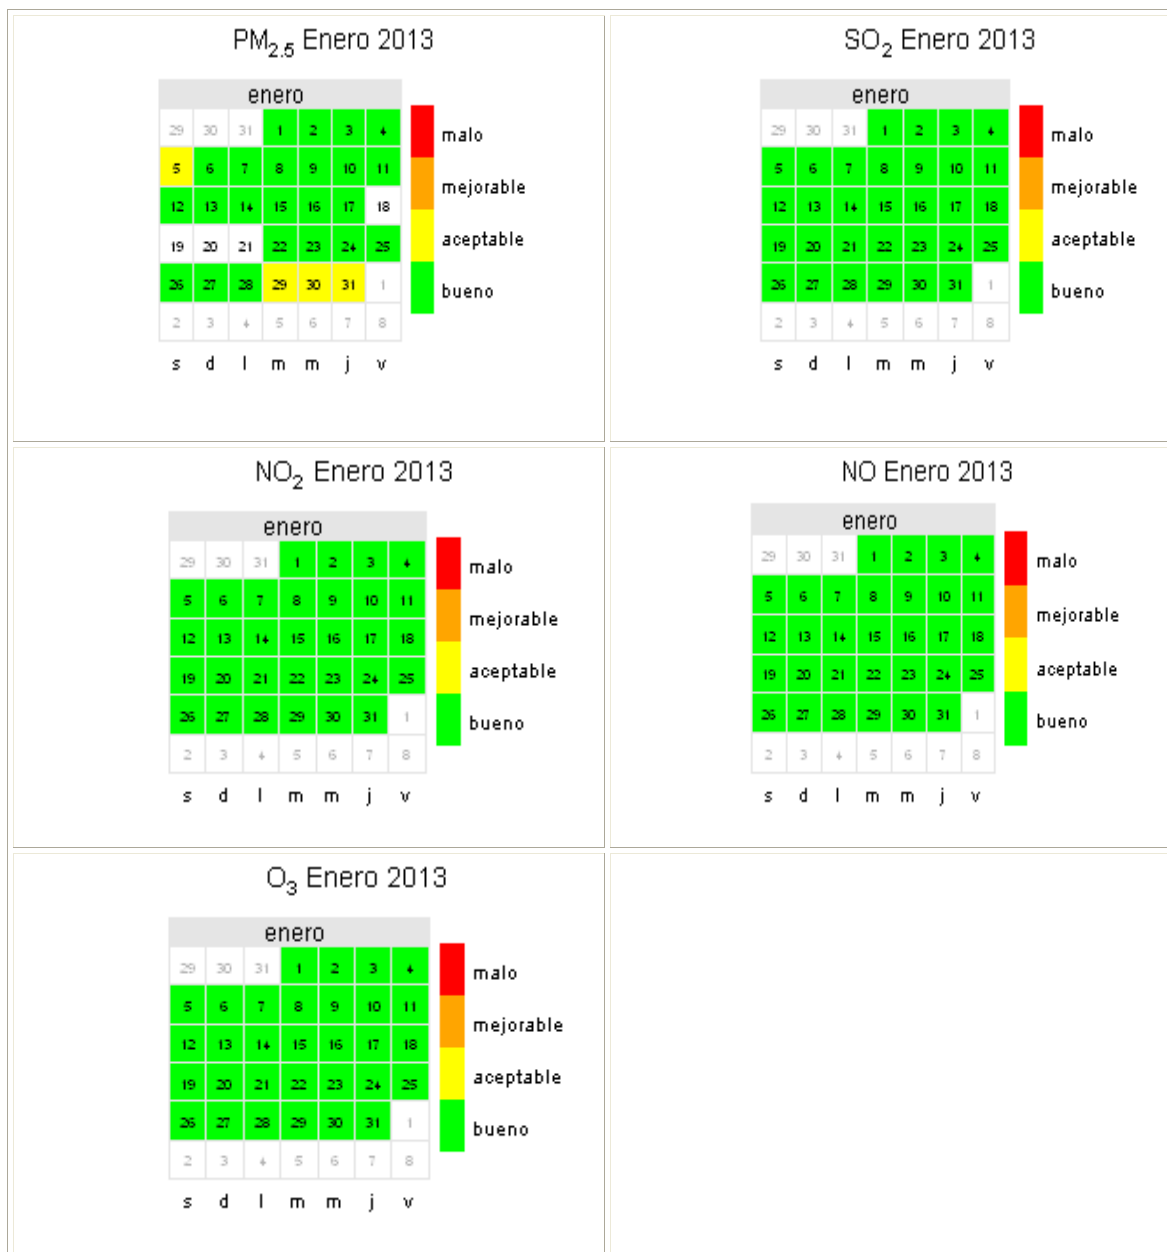 PM2.5 Enero 2013
enero
29 30 31 1 2 3 4
5 6 7 8 9 10 11
12 13 14 15 16 17 18
19 20 21 22 23 24 25
26 27 28 29 30 31 1
2 3 4 5 6 7 8
s d l m m j v
malo
mejorable
aceptable
bueno
SO2 Enero 2013
enero
29 30 31 1 2 3 4
5 6 7 8 9 10 11
12 13 14 15 16 17 18
19 20 21 22 23 24 25
26 27 28 29 30 31 1
2 3 4 5 6 7 8
s d l m m j v
malo
mejorable
aceptable
bueno
NO2 Enero 2013
enero
29 30 31 1 2 3 4
5 6 7 8 9 10 11
12 13 14 15 16 17 18
19 20 21 22 23 24 25
26 27 28 29 30 31 1
2 3 4 5 6 7 8
s d l m m j v
malo
mejorable
aceptable
bueno
NO Enero 2013
enero
29 30 31 1 2 3 4
5 6 7 8 9 10 11
12 13 14 15 16 17 18
19 20 21 22 23 24 25
26 27 28 29 30 31 1
2 3 4 5 6 7 8
s d l m m j v
malo
mejorable
aceptable
bueno
O3 Enero 2013
enero
29 30 31 1 2 3 4
5 6 7 8 9 10 11
12 13 14 15 16 17 18
19 20 21 22 23 24 25
26 27 28 29 30 31 1
2 3 4 5 6 7 8
s d l m m j v
malo
mejorable
aceptable
bueno